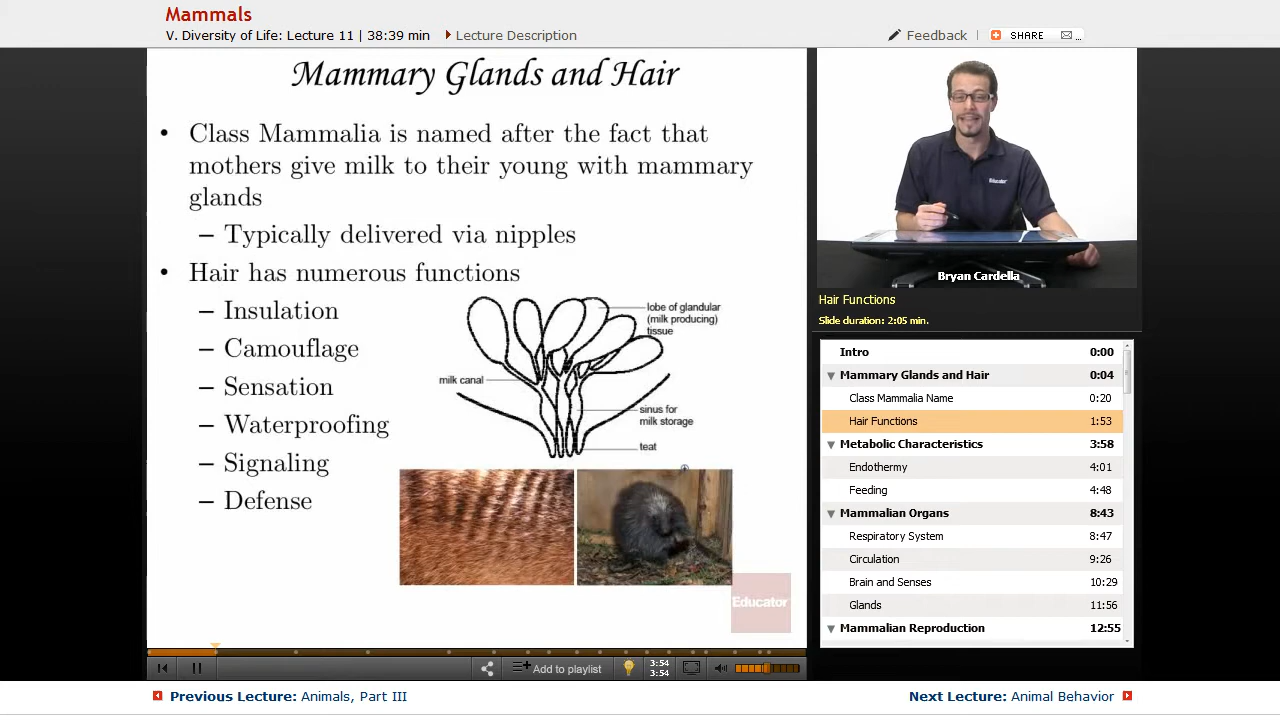 Mammals
V. Diversity of Life: Lecture 11 | 38:39 min
Lecture Description
Feedback
SHARE
Mammary Glands and Hair
• Class Mammalia is named after the fact that
mothers give milk to their young with mammary
glands
– Typically delivered via nipples
• Hair has numerous functions
– Insulation
– Camouflage
– Sensation
– Waterproofing
– Signaling
– Defense
lobe of glandular
(milk producing)
tissue
milk canal
sinus for
milk storage
teat
Educator
Educator
Bryan Cardella
Hair Functions
Slide duration: 2:05 min.
Intro 0:00
Mammary Glands and Hair 0:04
Class Mammalia Name 0:20
Hair Functions 1:53
Metabolic Characteristics 3:58
Endothermy 4:01
Feeding 4:48
Mammalian Organs 8:43
Respiratory System 8:47
Circulation 9:26
Brain and Senses 10:29
Glands 11:56
Mammalian Reproduction 12:55
Add to playlist
3:54
3:54
Previous Lecture: Animals, Part III
Next Lecture: Animal Behavior